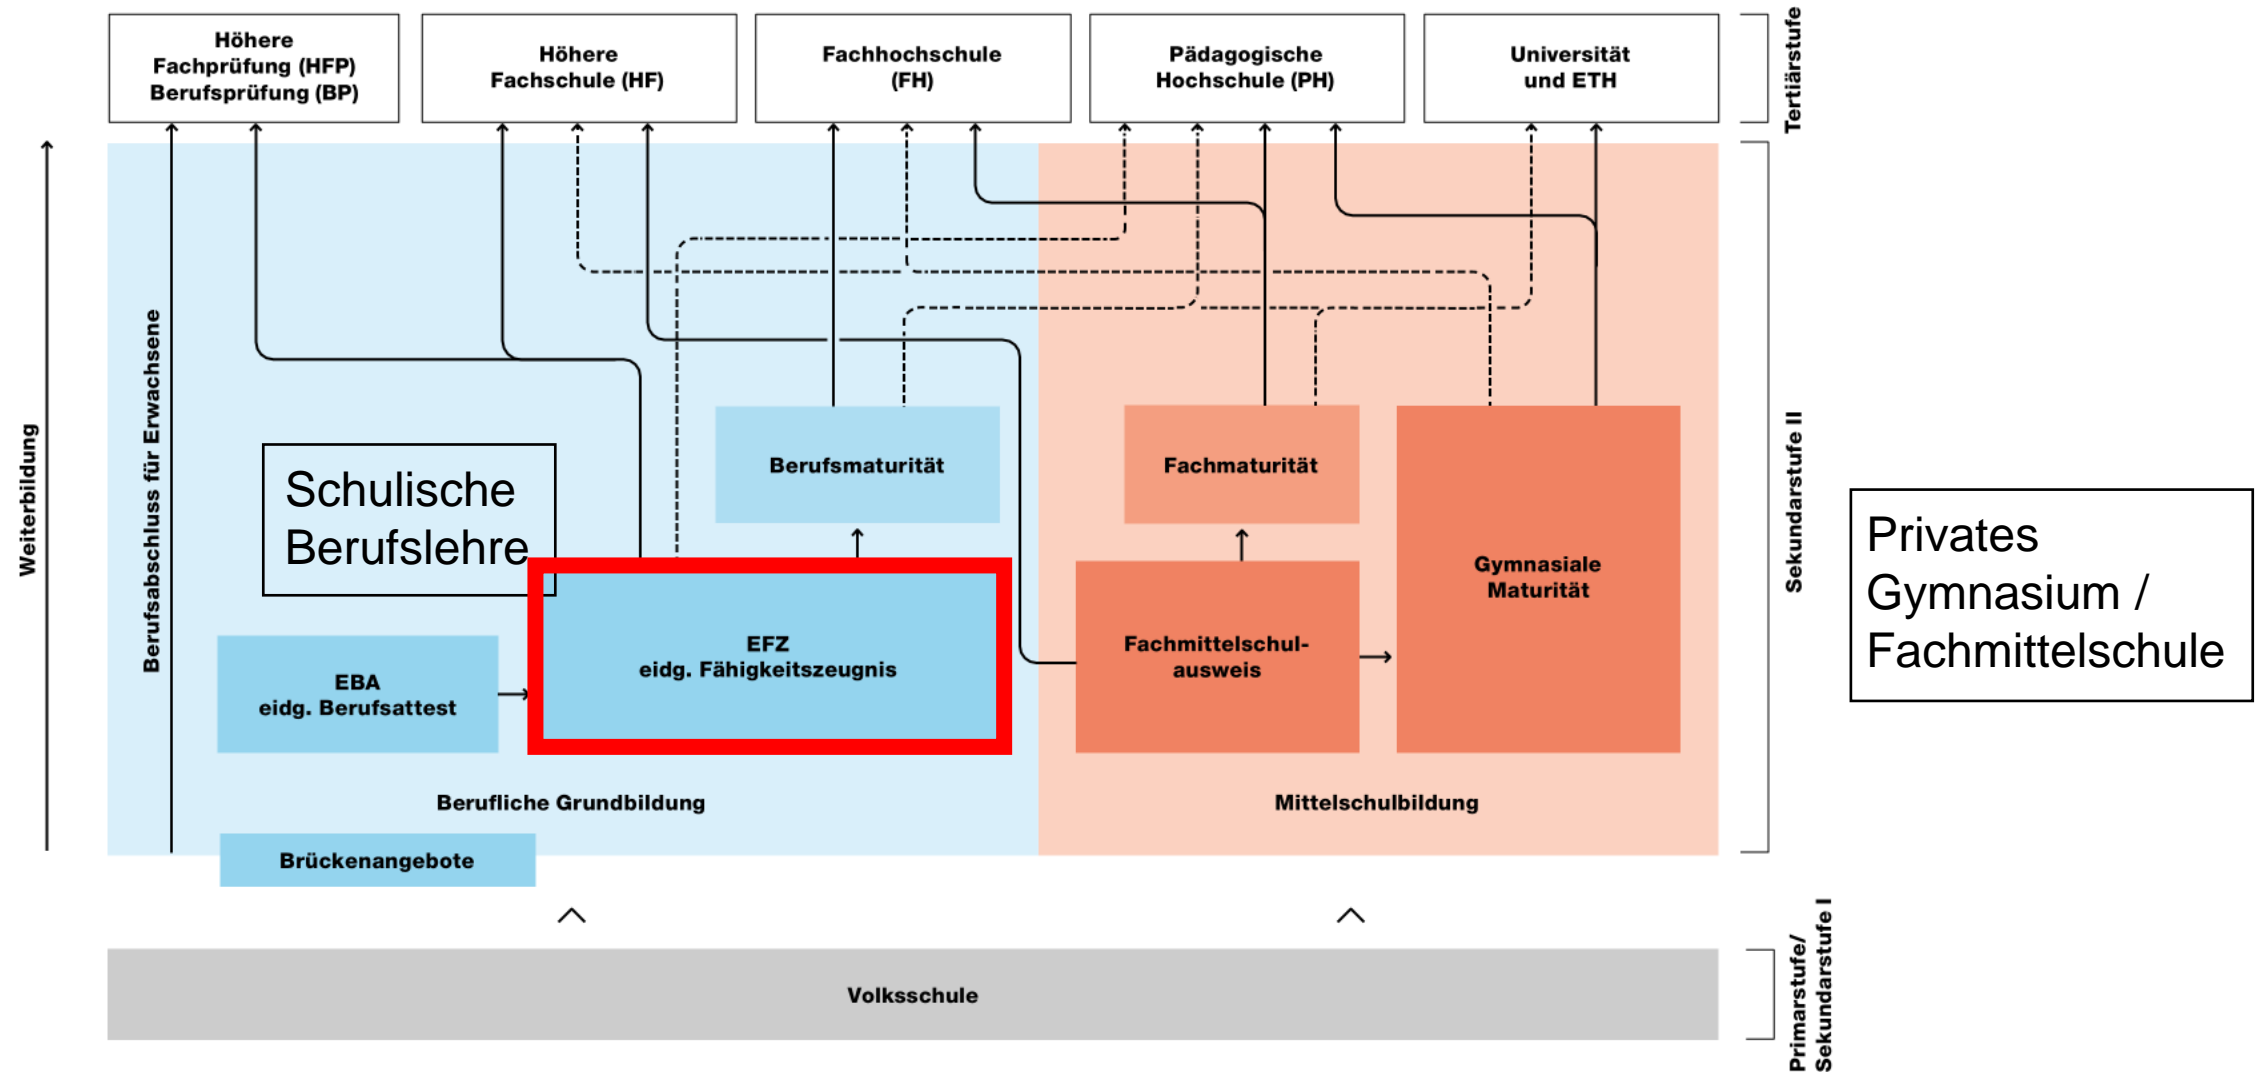 Höhere
Fachprüfung (HFP)
Berufsprüfung (BP)
Höhere
Fachschule (HF)
Fachhochschule
(FH)
Pädagogische
Hochschule (PH)
Universität
und ETH
Tertiärstufe
Weiterbildung
Berufsabschluss für Erwachsene
Schulische
Berufslehre
Berufsmaturität
Fachmaturität
Gymnasiale
Maturität
EFZ
eidg. Fähigkeitszeugnis
Fachmittelschul-
ausweis
EBA
eidg. Berufsattest
Sekundarstufe II
Privates
Gymnasium /
Fachmittelschule
Berufliche Grundbildung
Mittelschulbildung
Brückenangebote
Volksschule
Primarstufe/
Sekundarstufe I